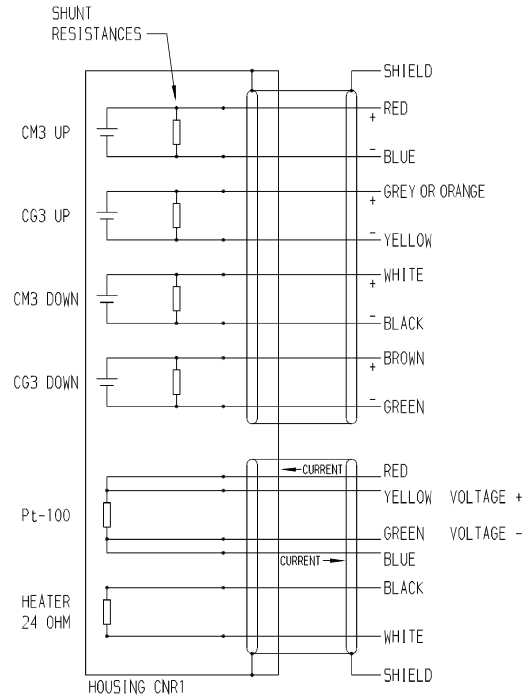 SHUNT
RESISTANCES
SHIELD
RED
+
CM3 UP
-
BLUE
GREY OR ORANGE
+
CG3 UP
-
YELLOW
WHITE
+
CM3 DOWN
-
BLACK
BROWN
+
CG3 DOWN
-
GREEN
CURRENT
RED
YELLOW VOLTAGE +
Pt-100
GREEN VOLTAGE -
CURRENT
BLUE
BLACK
HEATER
24 OHM
WHITE
SHIELD
HOUSING CNR1